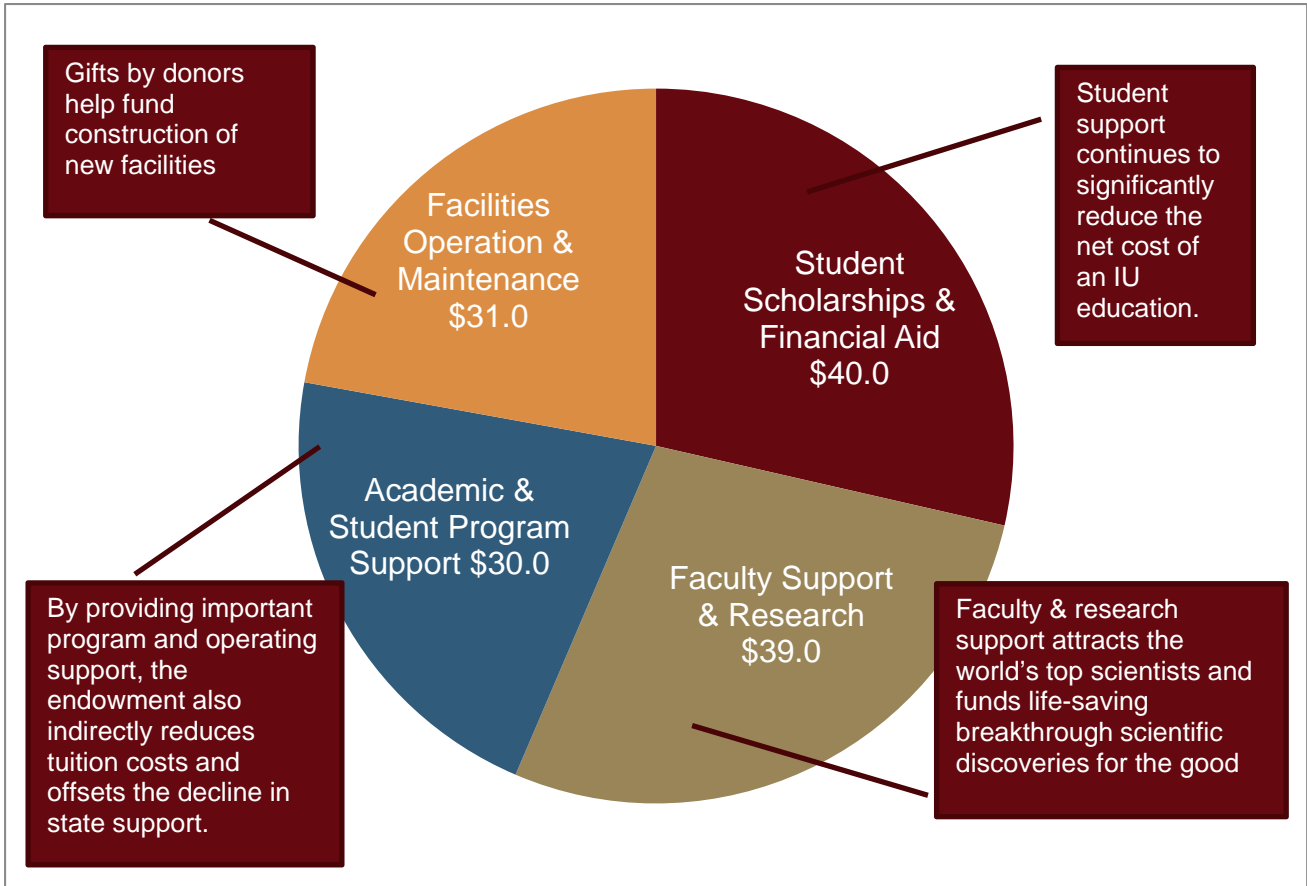 Gifts by donors
help fund
construction of
new facilities
Student
support
continues to
significantly
reduce the
net cost of
an IU
education.
Facilities
Operation &
Maintenance
$31.0
Student
Scholarships &
Financial Aid
$40.0
Academic &
Student Program
Support $30.0
Faculty Support
& Research
$39.0
By providing important
program and operating
support, the
endowment also
indirectly reduces
tuition costs and
offsets the decline in
state support.
Faculty & research
support attracts the
world’s top scientists and
funds life-saving
breakthrough scientific
discoveries for the good